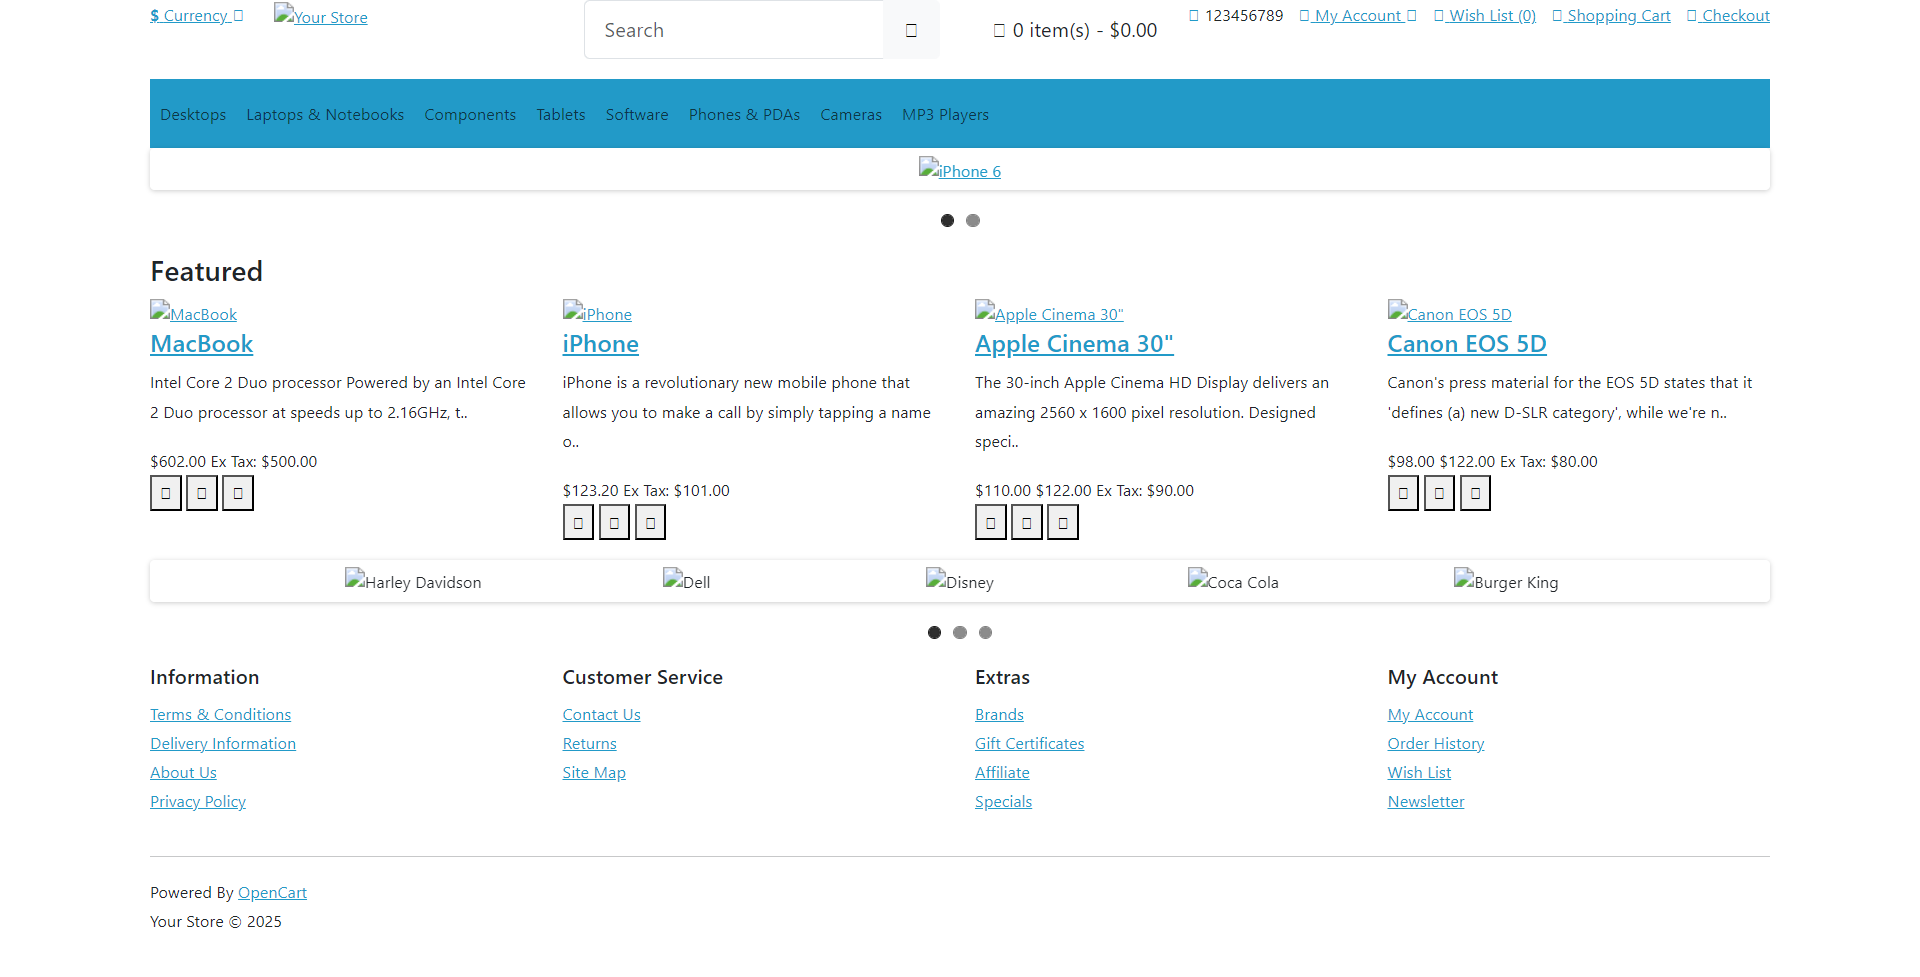 $ Currency
Your Store
Search
0 item(s) - $0.00
123456789 My Account Wish List (0) Shopping Cart Checkout
Desktops Laptops & Notebooks Components Tablets Software Phones & PDAs Cameras MP3 Players
iPhone 6
Featured
MacBook
MacBook
Intel Core 2 Duo processor Powered by an Intel Core
2 Duo processor at speeds up to 2.16GHz, t..
$602.00 Ex Tax: $500.00
iPhone
iPhone
iPhone is a revolutionary new mobile phone that
allows you to make a call by simply tapping a name
o..
$123.20 Ex Tax: $101.00
Apple Cinema 30"
Apple Cinema 30"
The 30-inch Apple Cinema HD Display delivers an
amazing 2560 x 1600 pixel resolution. Designed
speci..
$110.00 $122.00 Ex Tax: $90.00
Canon EOS 5D
Canon EOS 5D
Canon's press material for the EOS 5D states that it
'defines (a) new D-SLR category', while we're n..
$98.00 $122.00 Ex Tax: $80.00
Harley Davidson Dell Disney Coca Cola Burger King
Information
Terms & Conditions
Delivery Information
About Us
Privacy Policy
Customer Service
Contact Us
Returns
Site Map
Extras
Brands
Gift Certificates
Affiliate
Specials
My Account
My Account
Order History
Wish List
Newsletter
Powered By OpenCart
Your Store © 2025